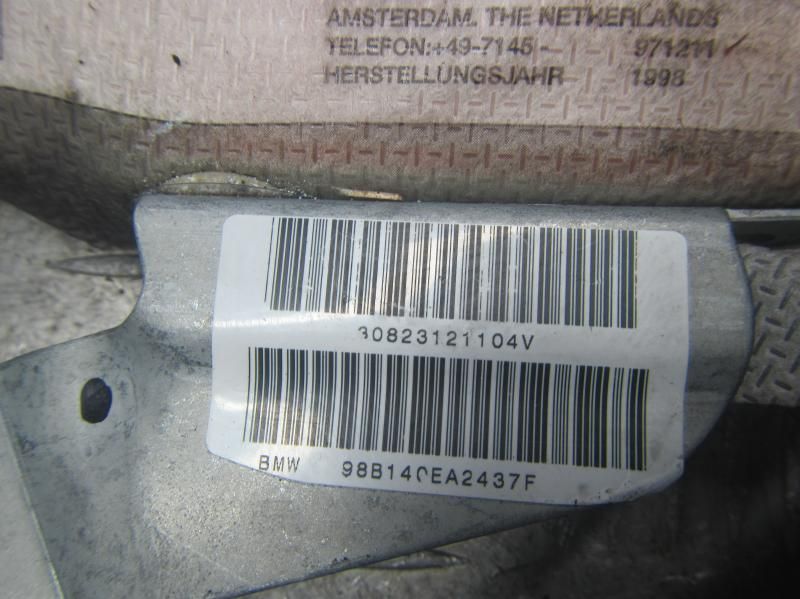 AMSTERDAM. THE NETHERLANDS
TELEFON:+49-7145- 971211
HERSTELLUNGSJAHR 1998
30823121104V
BMW 98B140EA2437F